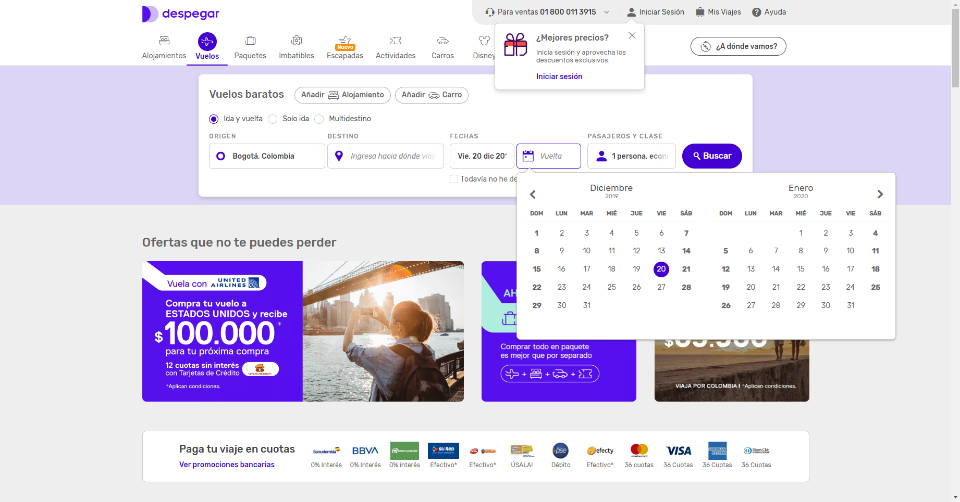 despegar
Para ventas 01 800 011 3915
Iniciar Sesión
Mis Viajes
Ayuda
Alojamientos
Vuelos
Paquetes
Imbatibles
Nuevo
Escapadas
Actividades
Carros
Disney
¿A dónde vamos?
¿Mejores precios?
Inicia sesión y aprovecha los
descuentos exclusivos.
Iniciar sesión
Vuelos baratos
Añadir Alojamiento
Añadir Carro
Ida y vuelta
Solo ida
Multidestino
ORIGEN
DESTINO
FECHAS
PASAJEROS Y CLASE
Bogotá, Colombia
Ingresa hacia dónde viaj
Vie. 20 dic 20
Vuelta
1 persona, econ
Buscar
Todavía no he de
Diciembre
2019
DOM LUN MAR MIÉ JUE VIE SÁB
1 2 3 4 5 6 7
8 9 10 11 12 13 14
15 16 17 18 19 20 21
22 23 24 25 26 27 28
29 30 31
Enero
2020
DOM LUN MAR MIÉ JUE VIE SÁB
1 2 3 4
5 6 7 8 9 10 11
12 13 14 15 16 17 18
19 20 21 22 23 24 25
26 27 28 29 30 31
Ofertas que no te puedes perder
Vuela con UNITED AIRLINES
Compra tu vuelo a
ESTADOS UNIDOS y recibe
$100.000*
para tu próxima compra
12 cuotas sin interés
con Tarjetas de Crédito
*Aplican condiciones.
AH
Comprar todo en paquete
es mejor que por separado
VIAJA POR COLOMBIA | *Aplican condiciones.
Paga tu viaje en cuotas
Ver promociones bancarias
Bancolombia
0% Interés
BBVA
0% Interés
0% interés
SU RED
Efectivo*
Efectivo*
ÚSALA!
Débito
efecty
Efectivo*
mastercard
36 cuotas
VISA
36 Cuotas
36 Cuotas
36 Cuotas